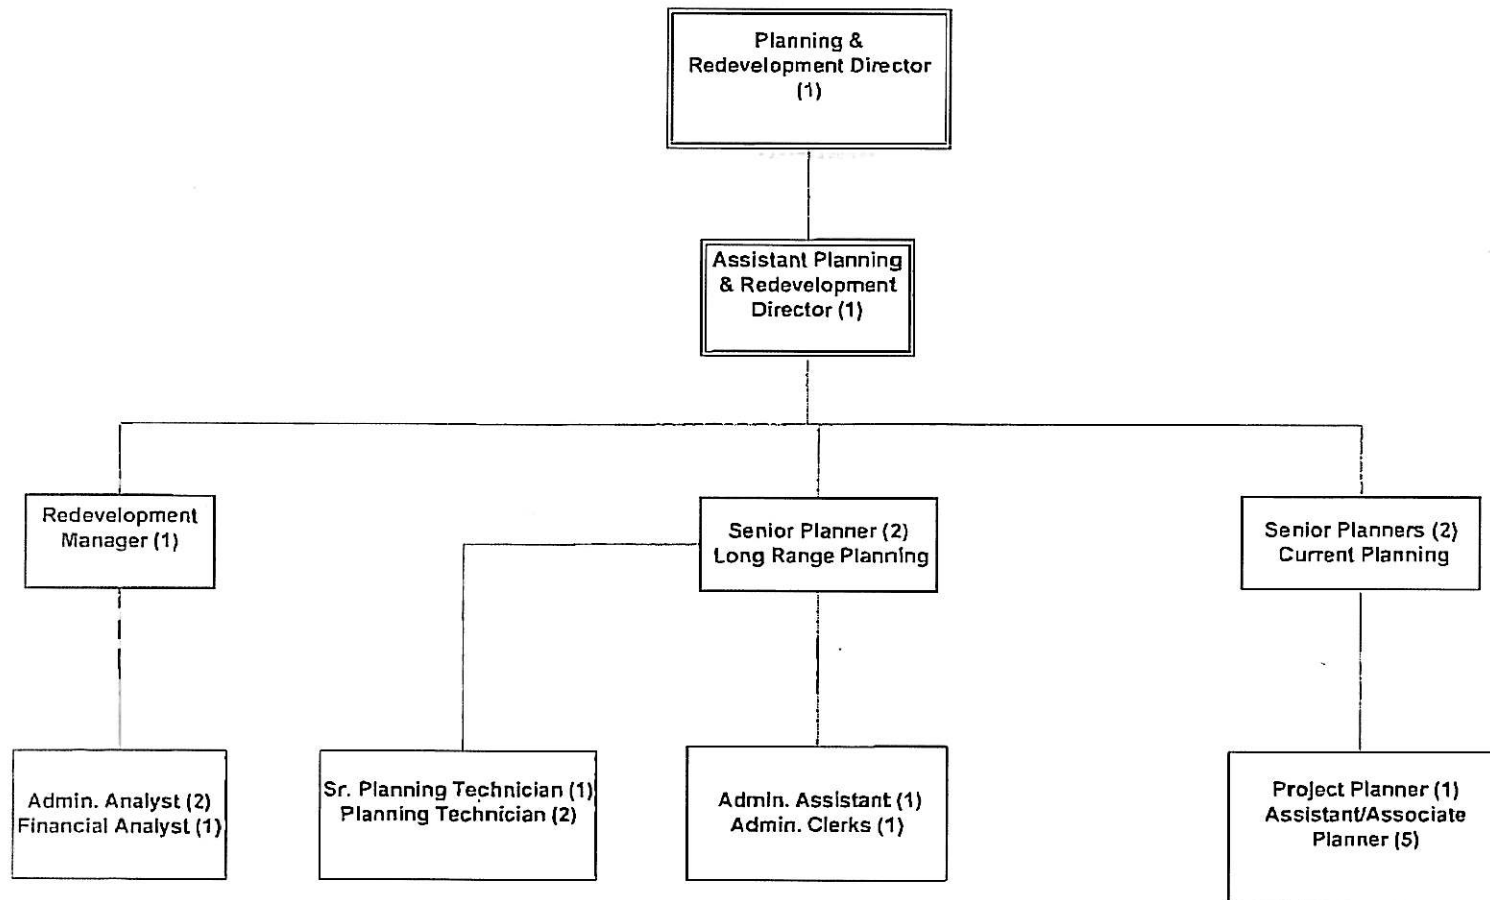 Planning &
Redevelopment Director
(1)
Assistant Planning
& Redevelopment
Director (1)
Redevelopment
Manager (1)
Senior Planner (2)
Long Range Planning
Senior Planners (2)
Current Planning
Admin. Analyst (2)
Financial Analyst (1)
Sr. Planning Technician (1)
Planning Technician (2)
Admin. Assistant (1)
Admin. Clerks (1)
Project Planner (1)
Assistant/Associate
Planner (5)